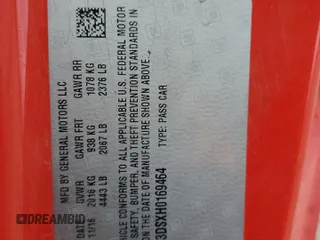 MFD BY GENERAL MOTORS LLC
DATE GVWR GAWR FRT GAWR RR
11/16 2016 KG 938 KG 1078 KG
4443 LB 2067 LB 2376 LB
VEHICLE CONFORMS TO ALL APPLICABLE U.S. FEDERAL MOTOR
SAFETY, BUMPER, AND THEFT PREVENTION STANDARDS IN
THE DATE OF MANUFACTURE SHOWN ABOVE.
3DSXH0169464 TYPE: PASS CAR
DREAMBID